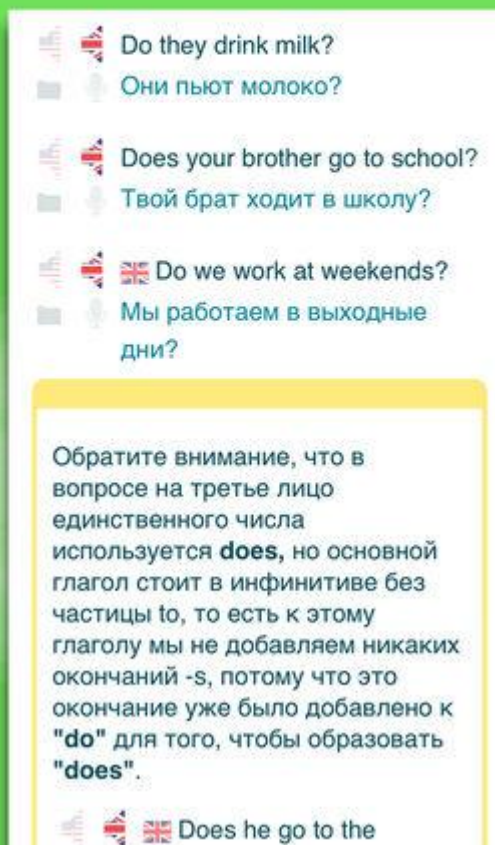 Do they drink milk?
Они пьют молоко?
Does your brother go to school?
Твой брат ходит в школу?
Do we work at weekends?
Мы работаем в выходные
дни?
Обратите внимание, что в
вопросе на третье лицо
единственного числа
используется does, но основной
глагол стоит в инфинитиве без
частицы to, то есть к этому
глаголу мы не добавляем никаких
окончаний -s, потому что это
окончание уже было добавлено к
"do" для того, чтобы образовать
"does".
Does he go to the